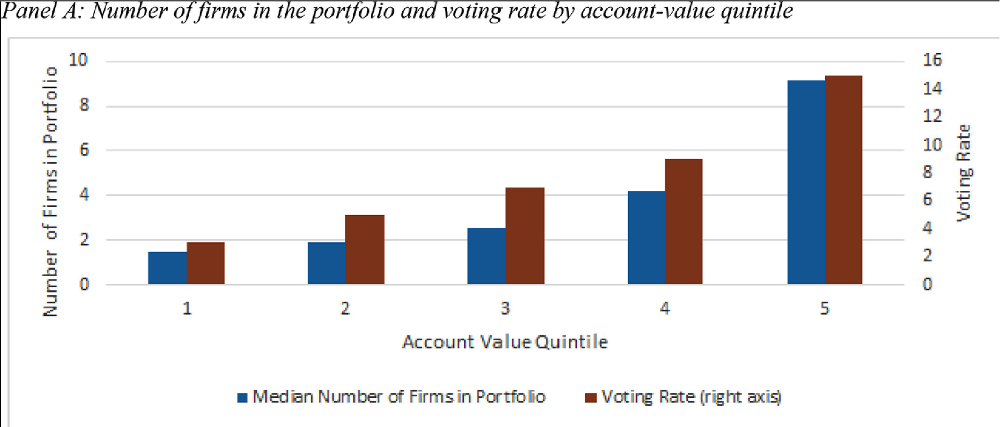 Panel A: Number of firms in the portfolio and voting rate by account-value quintile
Number of Firms in Portfolio
10
8
6
4
2
0
16
14
12
10
8
6
4
2
0
Voting Rate
1 2 3 4 5
Account Value Quintile
Median Number of Firms in Portfolio Voting Rate (right axis)